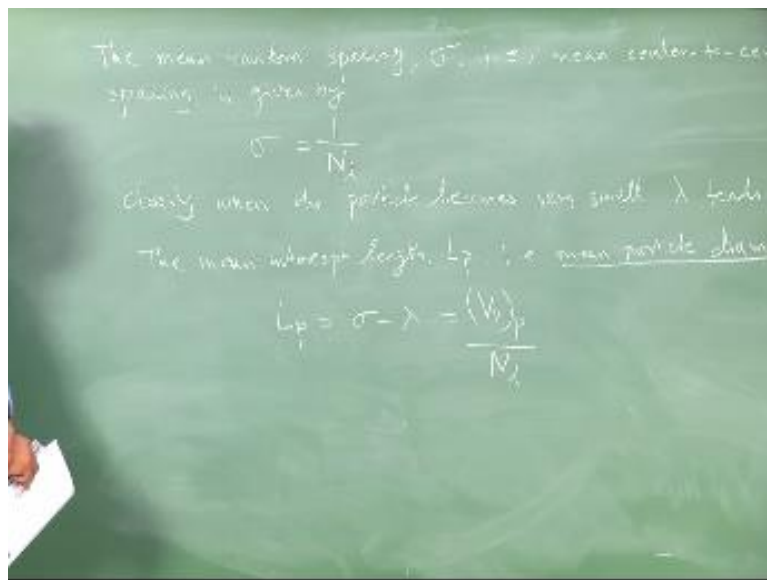 The mean random spacing, σ, i.e, mean center-to-ce
spacing is given by
σ = 1/N_L
Clearly when the particle becomes very small λ tends
The mean intercept length, L_p i.e mean particle diam
L_p = σ - λ = (V_v)_p/N_L